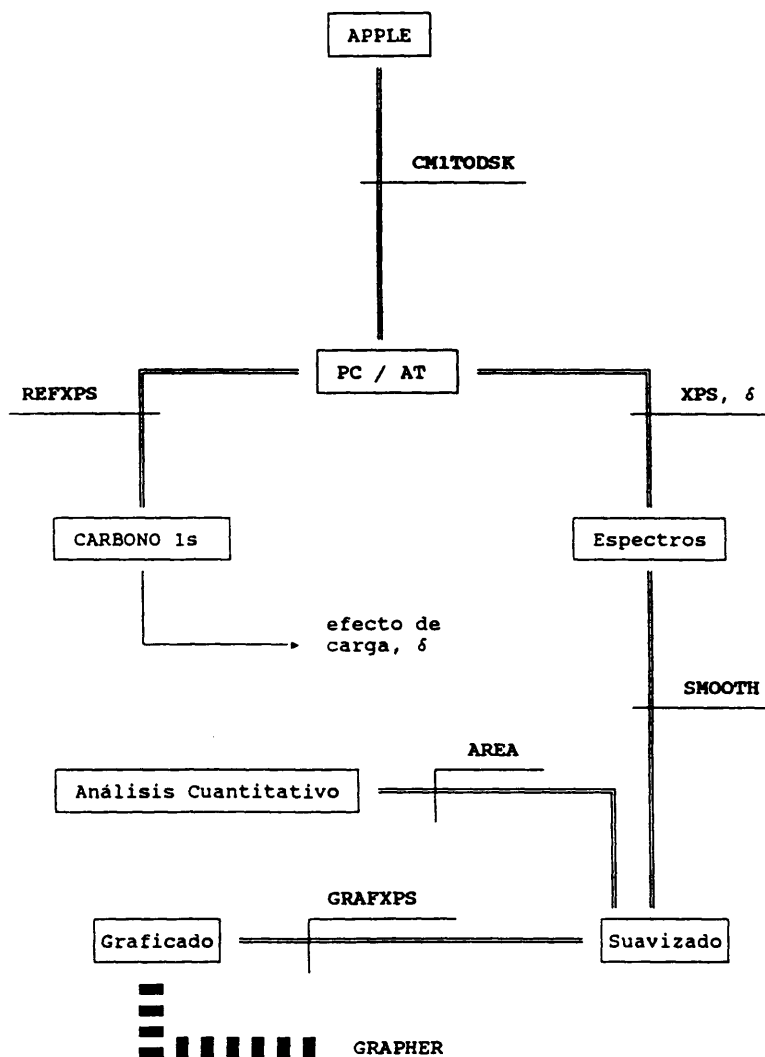 APPLE
CM1TODSK
PC / AT
REFXPS
XPS, δ
CARBONO 1s
Espectros
efecto de
carga, δ
SMOOTH
AREA
Análisis Cuantitativo
GRAFXPS
Graficado
Suavizado
GRAPHER